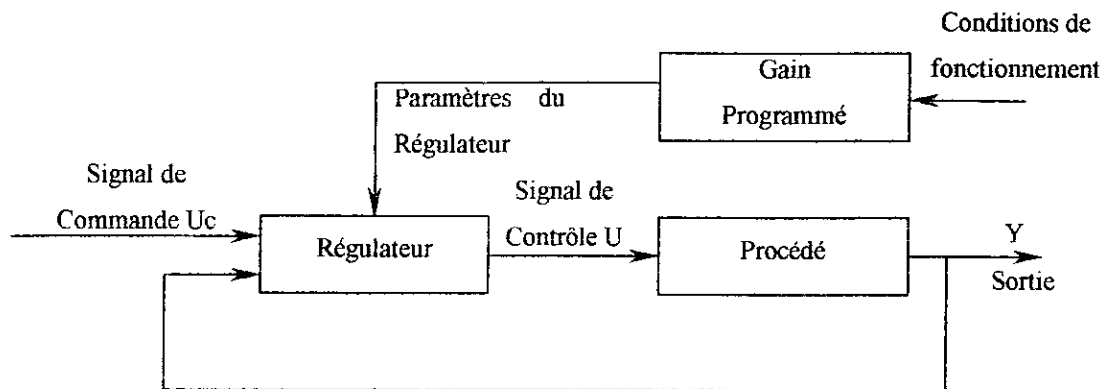 Conditions de
fonctionnement
Gain
Programmé
Paramètres du
Régulateur
Signal de
Commande Uc
Régulateur
Signal de
Contrôle U
Procédé
Y
Sortie